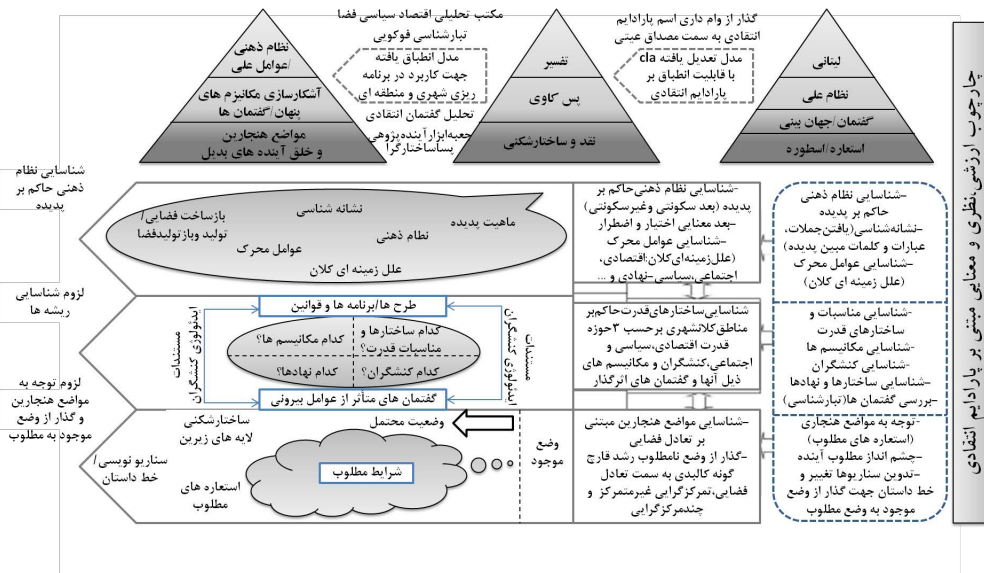 چارچوب ارزشی،نظری و معنایی مبتنی بر پارادایم انتقادی
لیتانی
نظام علی
گفتمان/جهان بینی
استعاره/اسطوره
گذار از وام داری اسم پارادایم
انتقادی به سمت مصداق عینی
مدل تعدیل یافته cla
با قابلیت انطباق بر
پارادایم انتقادی
تفسیر
پس کاوی
نقد و ساختارشکنی
مکتب تحلیلی اقتصاد سیاسی فضا
تبارشناسی فوکویی
مدل انطباق یافته
جهت کاربرد در برنامه
ریزی شهری و منطقه ای
تحلیل گفتمان انتقادی
جعبه‌ابزارآینده‌پژوهی
پساساختارگرا
نظام ذهنی
/عوامل علی
آشکارسازی مکانیزم های
پنهان/گفتمان ها
مواضع هنجارین
و خلق آینده های بدیل
-شناسایی نظام ذهنی
حاکم بر پدیده
-نشانه‌شناسی(یافتن‌جملات،
عبارات و کلمات مبین پدیده)
-شناسایی عوامل محرک
(علل زمینه ای کلان)
-شناسایی مناسبات و
ساختارهای قدرت
-شناسایی مکانیسم ها
-شناسایی کنشگران
-شناسایی ساختارها و نهادها
-بررسی گفتمان ها(تبارشناسی)
-توجه به مواضع هنجاری
(استعاره های مطلوب)
-چشم انداز مطلوب آینده
-تدوین سناریوها تغییر و
خط داستان جهت گذار از وضع
موجود به وضع مطلوب
-شناسایی نظام ذهنی‌حاکم بر
پدیده (بعد سکونتی وغیرسکونتی)
-بعد معنایی اختیار و اضطرار
-شناسایی عوامل محرک
(علل‌زمینه‌ای‌کلان:اقتصادی،
اجتماعی،سیاسی-نهادی و ...
شناسایی‌ساختارهای‌قدرت‌حاکم‌بر
مناطق‌کلانشهری برحسب ۳حوزه
قدرت اقتصادی،سیاسی و
اجتماعی،کنشگران و مکانیسم های
ذیل آنها و گفتمان های اثرگذار
-شناسایی مواضع هنجارین مبتنی
بر تعادل فضایی
-گذار از وضع نامطلوب رشد قارچ
گونه کالبدی به سمت تعادل
فضایی،تمرکزگرایی غیرمتمرکز و
چندمرکزگرایی
ماهیت پدیده
نشانه شناسی
نظام ذهنی
عوامل محرک
علل زمینه ای کلان
بازساخت فضایی/
تولید وبازتولیدفضا
شناسایی نظام
ذهنی حاکم بر
پدیده
طرح ها/برنامه ها و قوانین
کدام ساختارها و
مناسبات قدرت؟
کدام مکانیسم ها؟
کدام کنشگران؟
کدام نهادها؟
گفتمان های متأثر از عوامل بیرونی
مستندات
ایدئولوژی کنشگران
مستندات
ایدئولوژی کنشگران
لزوم شناسایی
ریشه ها
وضع
موجود
وضعیت محتمل
شرایط مطلوب
ساختارشکنی
لایه های زیرین
استعاره های
مطلوب
سناریو نویسی/
خط داستان
لزوم توجه به
مواضع هنجارین
و گذار از وضع
موجود به مطلوب